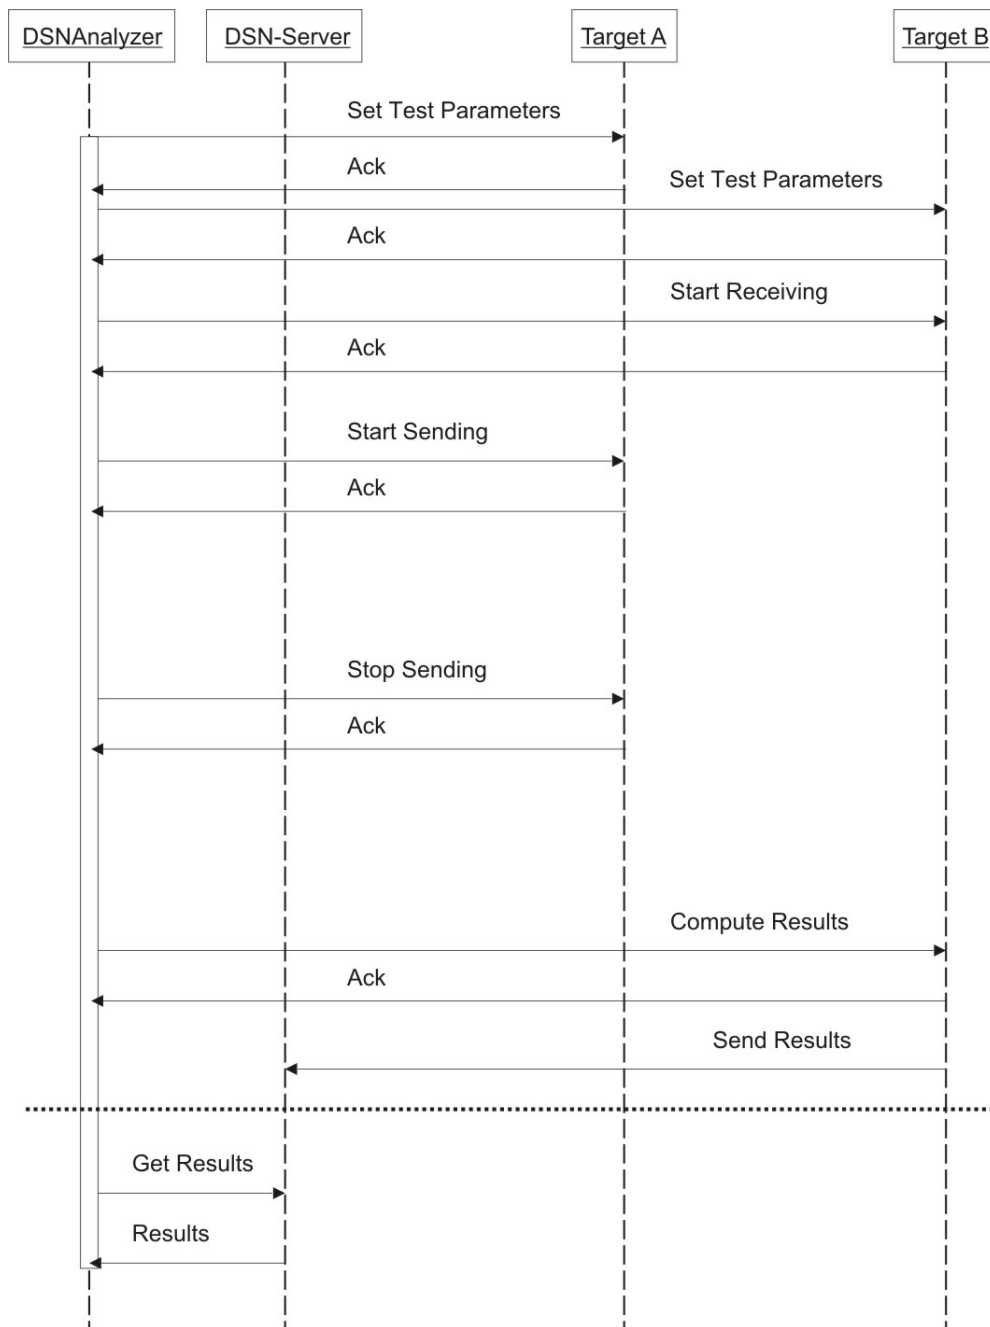 DSNAnalyzer
DSN-Server
Target A
Target B
Set Test Parameters
Ack
Set Test Parameters
Ack
Start Receiving
Ack
Start Sending
Ack
Stop Sending
Ack
Compute Results
Ack
Send Results
Get Results
Results